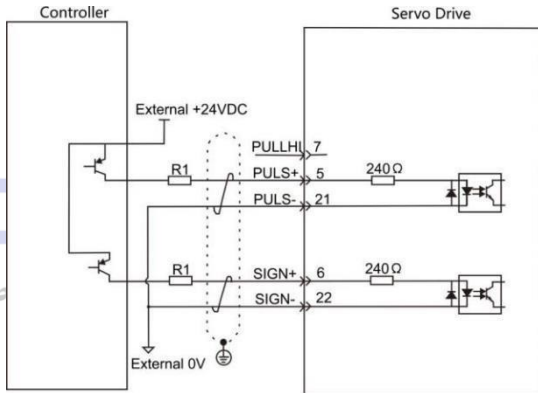 Controller
Servo Drive
External +24VDC
PULLHI 7
R1 PULS+ 5 240Ω
PULS- 21
R1 SIGN+ 6 240Ω
SIGN- 22
External 0V